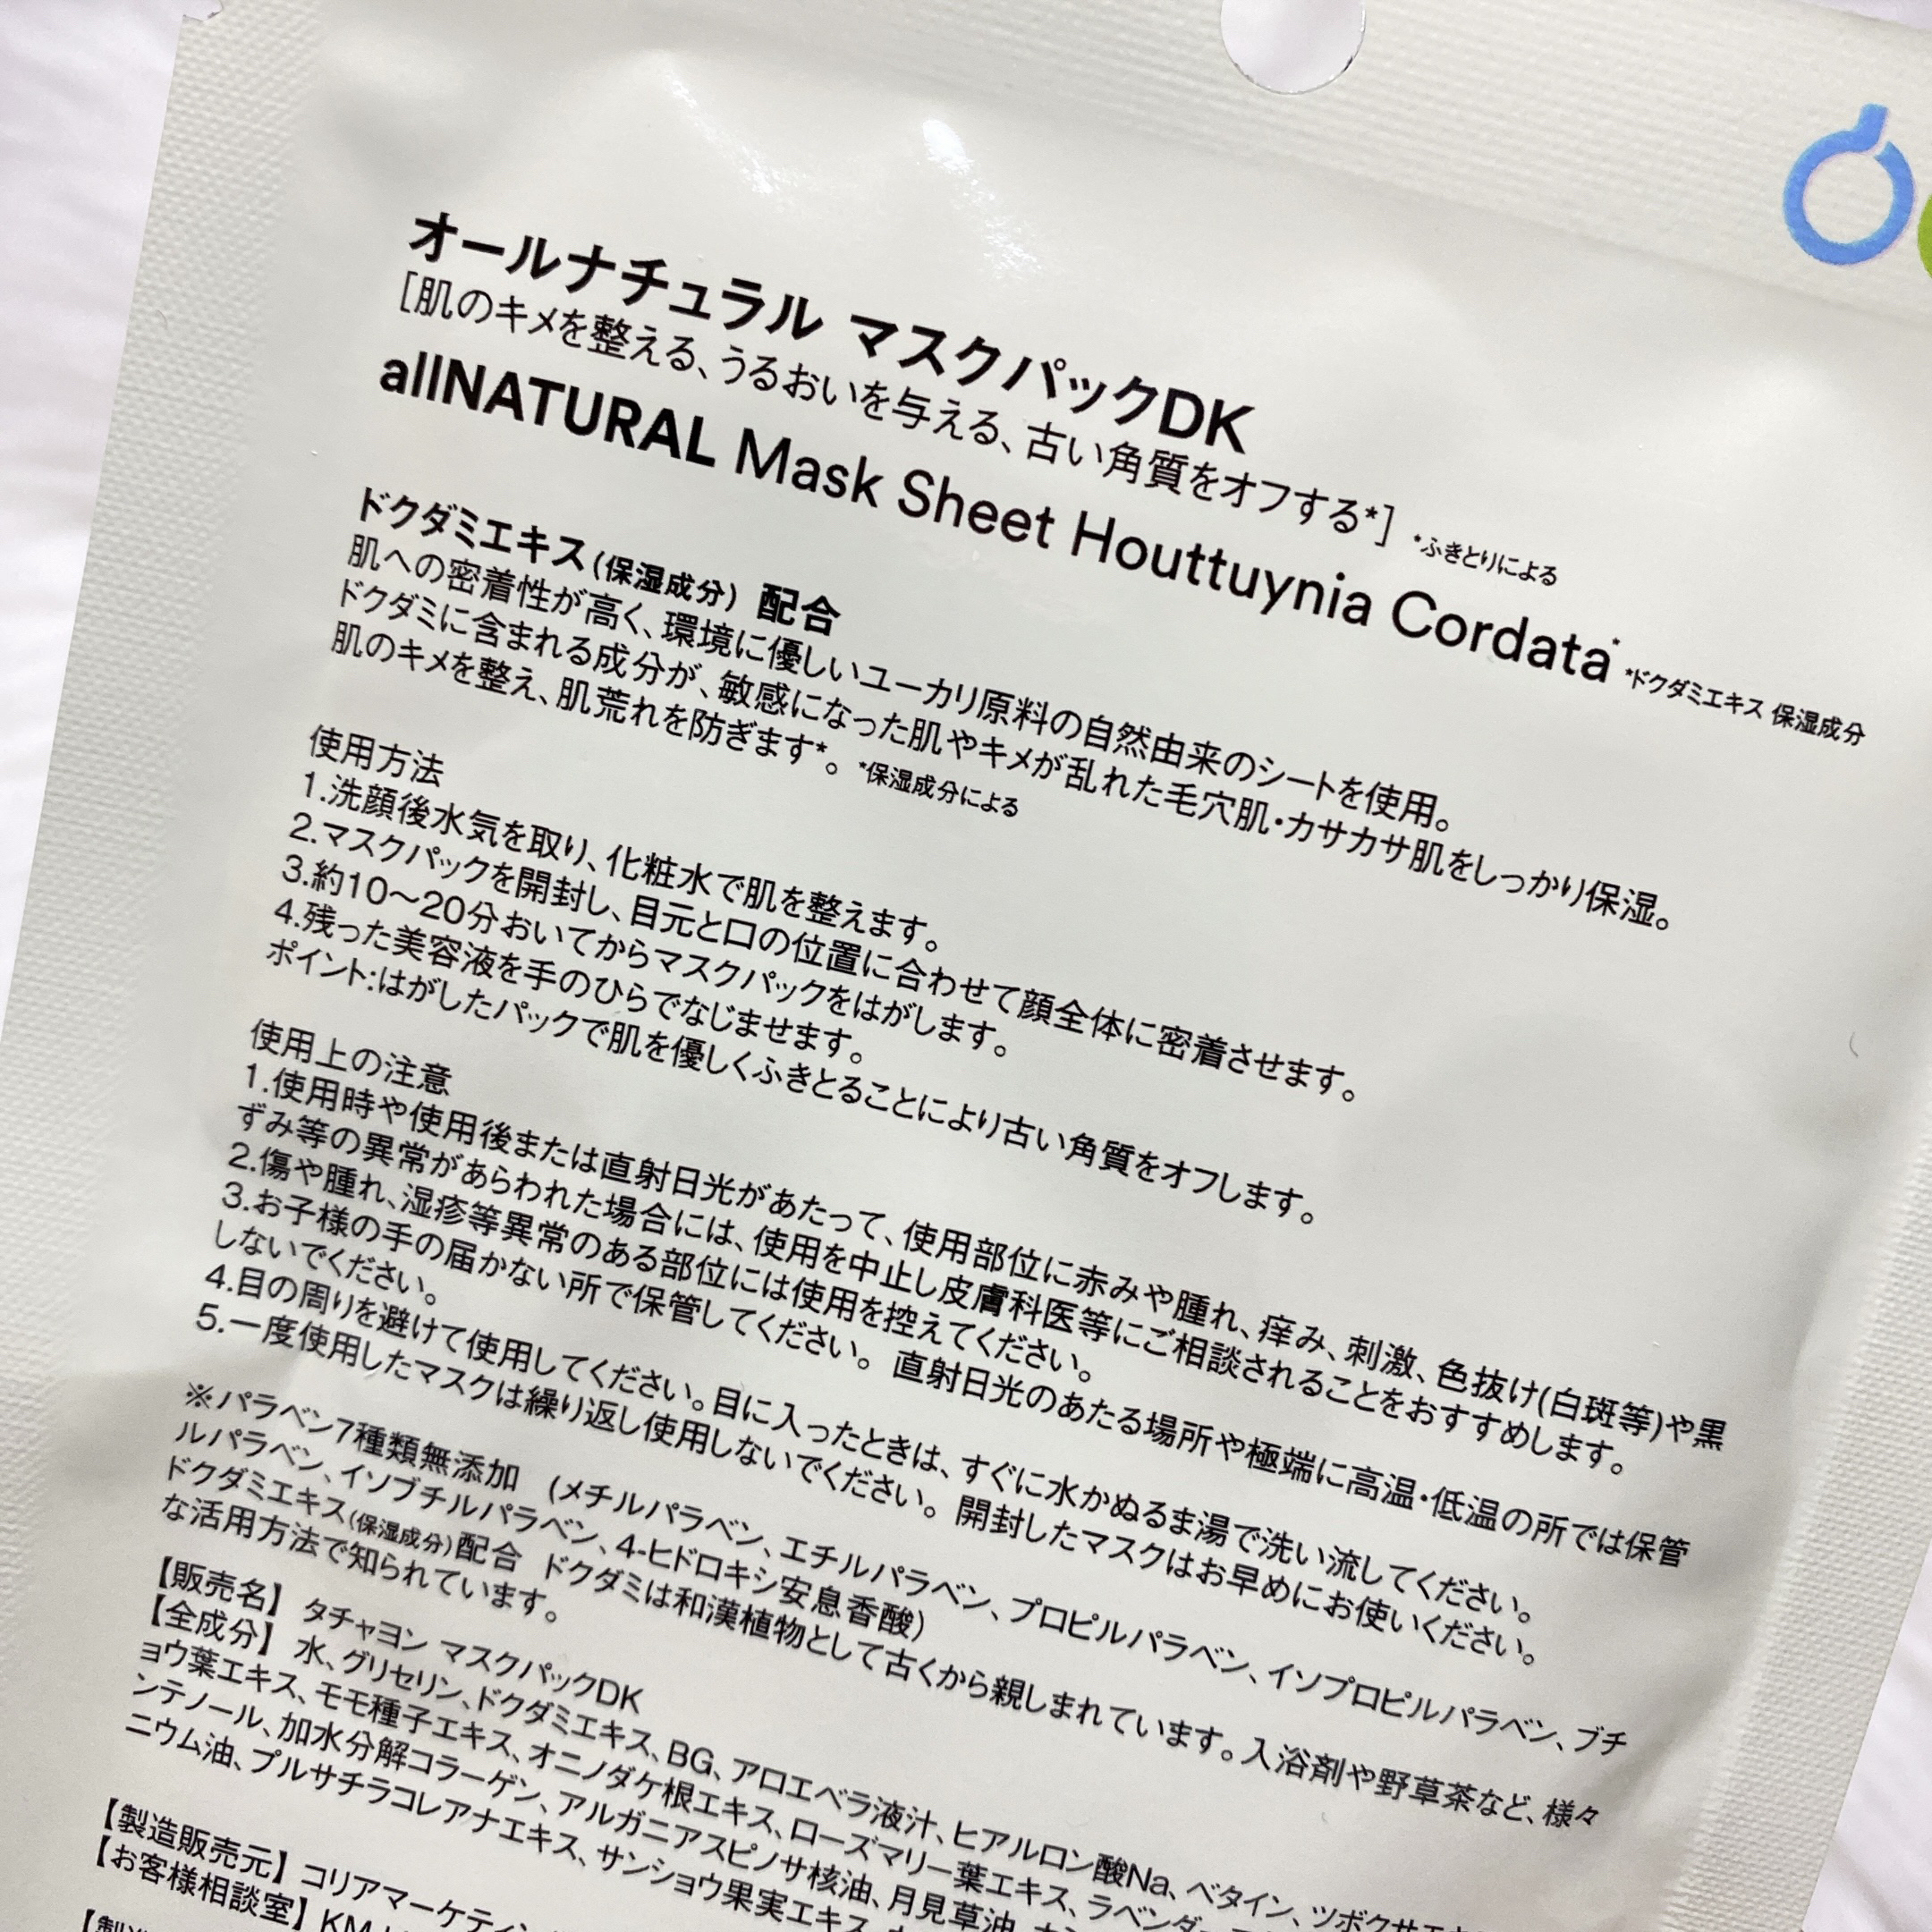 オールナチュラル マスクパックDK
[肌のキメを整える、うるおいを与える、古い角質をオフする*] *ふきとりによる
allNATURAL Mask Sheet Houttuynia Cordata* *ドクダミエキス 保湿成分
ドクダミエキス(保湿成分) 配合
肌への密着性が高く、環境に優しいユーカリ原料の自然由来のシートを使用。
ドクダミに含まれる成分が、敏感になった肌やキメが乱れた毛穴肌・カサカサ肌をしっかり保湿。
肌のキメを整え、肌荒れを防ぎます*。 *保湿成分による
使用方法
1.洗顔後水気を取り、化粧水で肌を整えます。
2.マスクパックを開封し、目元と口の位置に合わせて顔全体に密着させます。
3.約10〜20分おいてからマスクパックをはがします。
4.残った美容液を手のひらでなじませます。
ポイント:はがしたパックで肌を優しくふきとることにより古い角質をオフします。
使用上の注意
1.使用時や使用後または直射日光があたって、使用部位に赤みや腫れ、痒み、刺激、色抜け(白斑等)や黒
ずみ等の異常があらわれた場合には、使用を中止し皮膚科医等にご相談されることをおすすめします。
2.傷や腫れ、湿疹等異常のある部位には使用を控えてください。
3.お子様の手の届かない所で保管してください。直射日光のあたる場所や極端に高温・低温の所では保管
しないでください。
4.目の周りを避けて使用してください。目に入ったときは、すぐに水かぬるま湯で洗い流してください。
5.一度使用したマスクは繰り返し使用しないでください。開封したマスクはお早めにお使いください。
※パラベン7種類無添加 (メチルパラベン、エチルパラベン、プロピルパラベン、イソプロピルパラベン、ブチ
ルパラベン、イソブチルパラベン、4-ヒドロキシ安息香酸)
ドクダミエキス(保湿成分)配合 ドクダミは和漢植物として古くから親しまれています。入浴剤や野草茶など、様々
な活用方法で知られています。
【販売名】 タチャヨン マスクパックDK
【全成分】 水、グリセリン、ドクダミエキス、BG、アロエベラ液汁、ヒアルロン酸Na、ベタイン、ツボクサエキ
ョウ葉エキス、モモ種子エキス、オニノダケ根エキス、ローズマリー葉エキス、ラベンダー
ンテノール、加水分解コラーゲン、アルガニアスピノサ核油、月見草油
ニウム油、プルサチラコレアナエキス、サンショウ果実エキス
【製造販売元】 コリアマーケティン
【お客様相談室】 KM